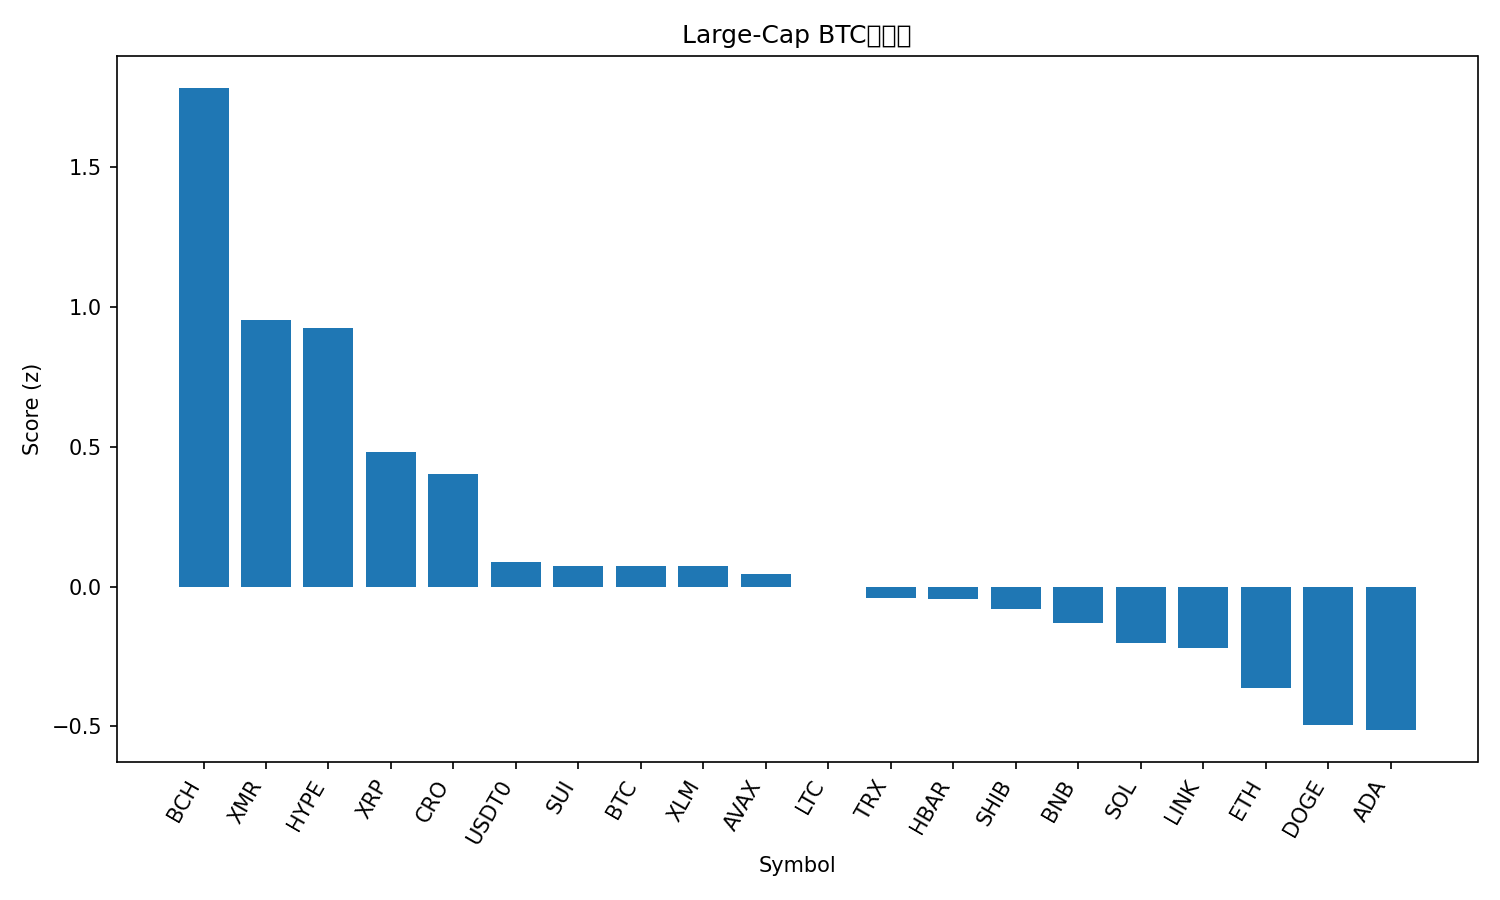 Large-Cap BTC
Score (z)
1.5
1.0
0.5
0.0
−0.5
BCH
XMR
HYPE
XRP
CRO
USDT0
SUI
BTC
XLM
AVAX
LTC
TRX
HBAR
SHIB
BNB
SOL
LINK
ETH
DOGE
ADA
Symbol